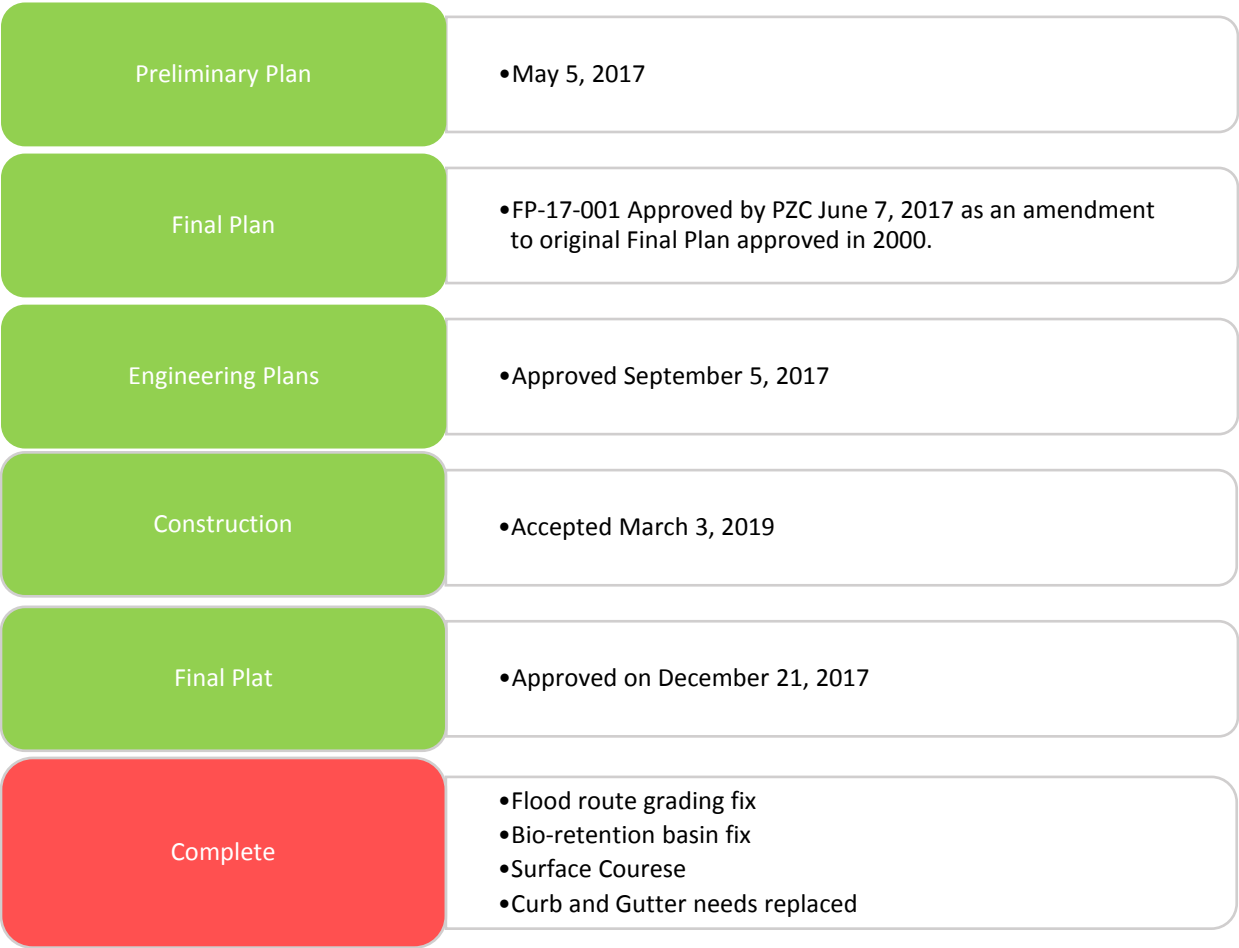 Preliminary Plan
•May 5, 2017
Final Plan
•FP-17-001 Approved by PZC June 7, 2017 as an amendment
to original Final Plan approved in 2000.
Engineering Plans
•Approved September 5, 2017
Construction
•Accepted March 3, 2019
Final Plat
•Approved on December 21, 2017
Complete
•Flood route grading fix
•Bio-retention basin fix
•Surface Courese
•Curb and Gutter needs replaced